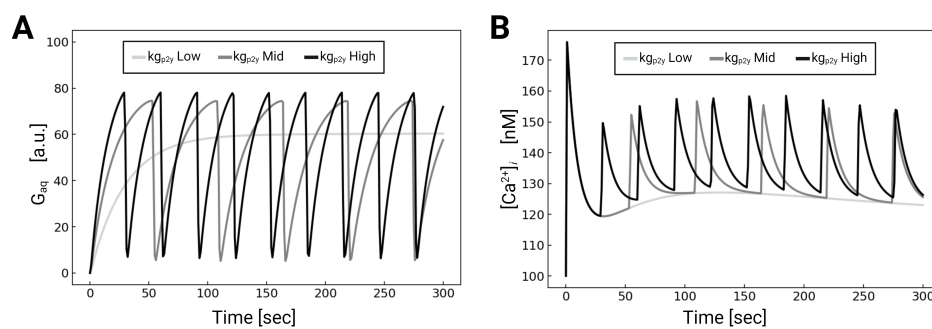 A
kgp2y Low kgp2y Mid kgp2y High
100
80
60
40
20
0
Gaq [a.u.]
0 50 100 150 200 250 300
Time [sec]
B
kgp2y Low kgp2y Mid kgp2y High
170
160
150
140
130
120
110
100
[Ca2+]i [nM]
0 50 100 150 200 250 300
Time [sec]